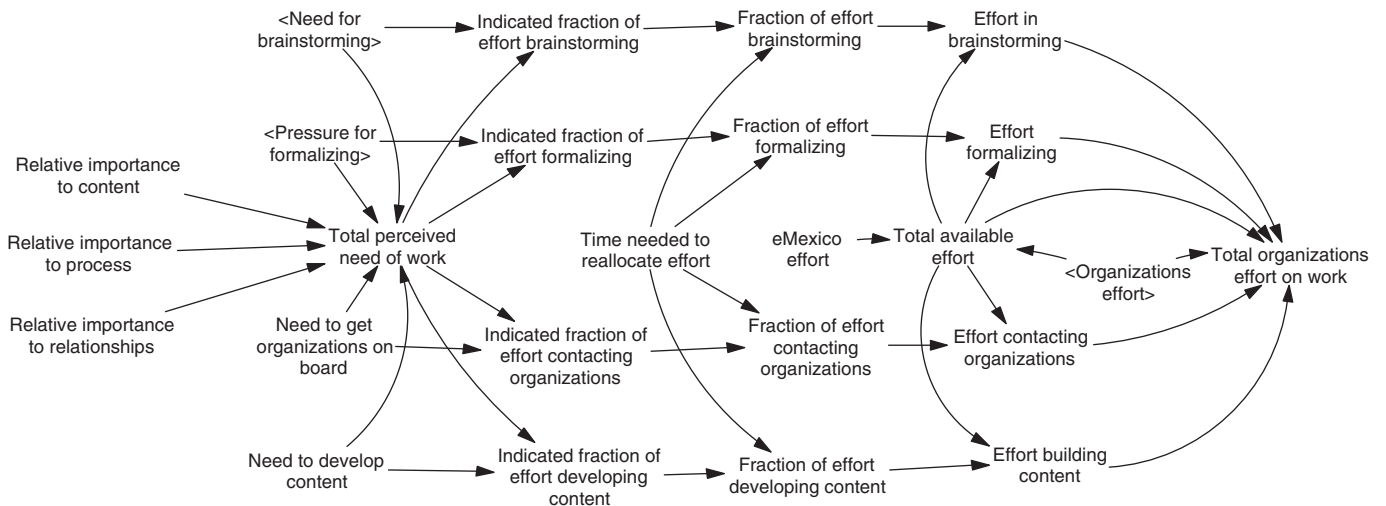 <Need for
brainstorming>
Indicated fraction of
effort brainstorming
Fraction of effort
brainstorming
Effort in
brainstorming
<Pressure for
formalizing>
Indicated fraction of
effort formalizing
Fraction of effort
formalizing
Effort
formalizing
Relative importance
to content
Relative importance
to process
Relative importance
to relationships
Total perceived
need of work
Time needed to
reallocate effort
eMexico
effort
Total available
effort
<Organizations
effort>
Total organizations
effort on work
Need to get
organizations on
board
Indicated fraction of
effort contacting
organizations
Fraction of effort
contacting
organizations
Effort contacting
organizations
Need to develop
content
Indicated fraction of
effort developing
content
Fraction of effort
developing content
Effort building
content